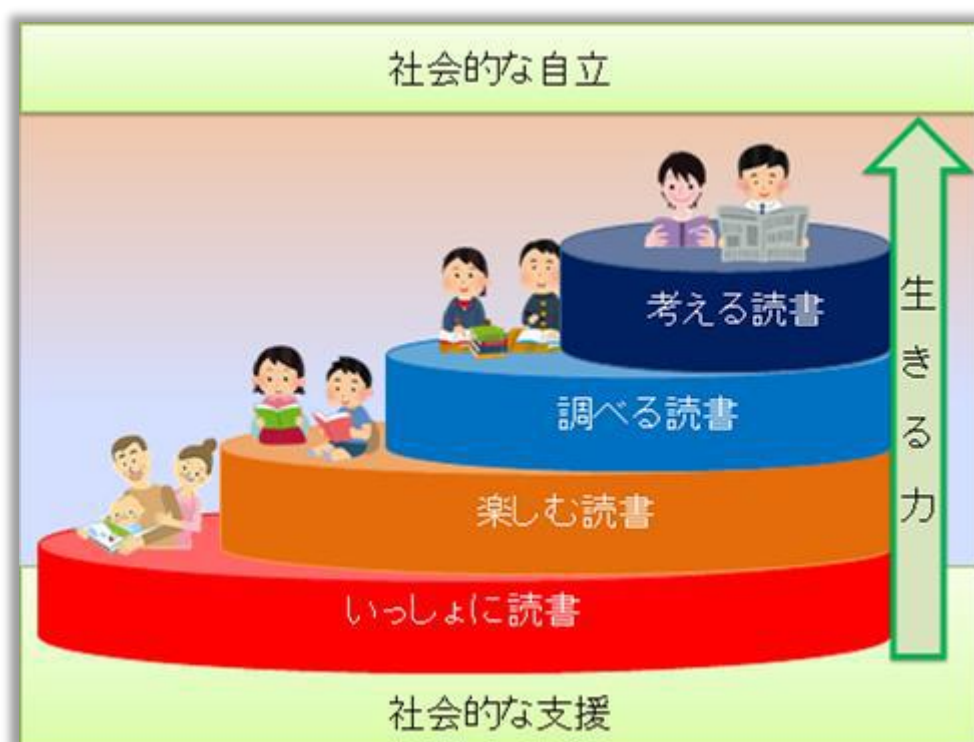 社会的な自立
考える読書
調べる読書
楽しむ読書
いっしょに読書
生きる力
社会的な支援